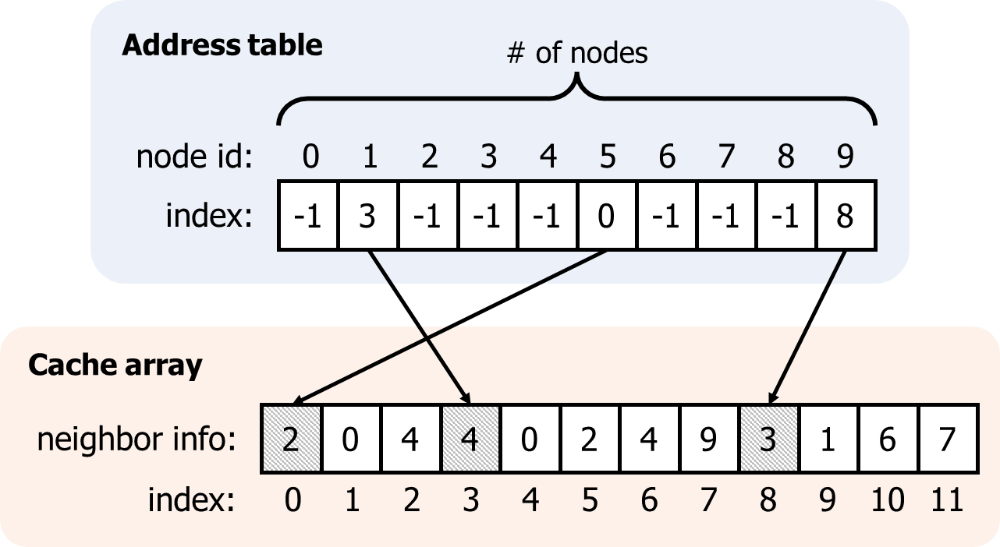 Address table
# of nodes
node id: 0 1 2 3 4 5 6 7 8 9
index: -1 3 -1 -1 -1 0 -1 -1 -1 8
Cache array
neighbor info: 2 0 4 4 0 2 4 9 3 1 6 7
index: 0 1 2 3 4 5 6 7 8 9 10 11